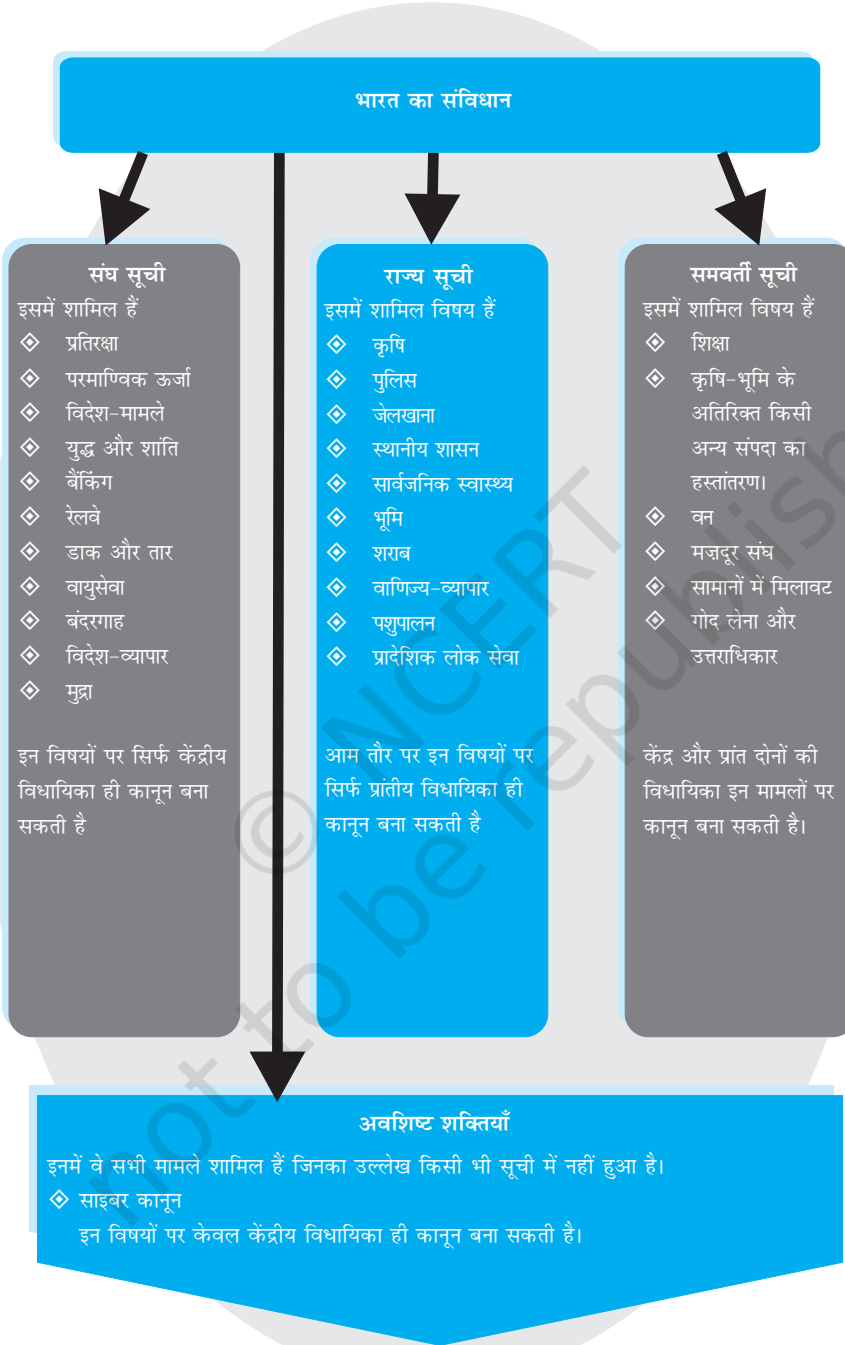 भारत का संविधान
संघ सूची
इसमें शामिल हैं
प्रतिरक्षा
परमाण्विक ऊर्जा
विदेश-मामले
युद्ध और शांति
बैंकिंग
रेलवे
डाक और तार
वायुसेवा
बंदरगाह
विदेश-व्यापार
मुद्रा
इन विषयों पर सिर्फ केंद्रीय
विधायिका ही कानून बना
सकती है
राज्य सूची
इसमें शामिल विषय हैं
कृषि
पुलिस
जेलखाना
स्थानीय शासन
सार्वजनिक स्वास्थ्य
भूमि
शराब
वाणिज्य-व्यापार
पशुपालन
प्रादेशिक लोक सेवा
आम तौर पर इन विषयों पर
सिर्फ प्रांतीय विधायिका ही
कानून बना सकती है
समवर्ती सूची
इसमें शामिल विषय हैं
शिक्षा
कृषि-भूमि के
अतिरिक्त किसी
अन्य संपदा का
हस्तांतरण।
वन
मज़दूर संघ
सामानों में मिलावट
गोद लेना और
उत्तराधिकार
केंद्र और प्रांत दोनों की
विधायिका इन मामलों पर
कानून बना सकती है।
अवशिष्ट शक्तियाँ
इनमें वे सभी मामले शामिल हैं जिनका उल्लेख किसी भी सूची में नहीं हुआ है।
साइबर कानून
इन विषयों पर केवल केंद्रीय विधायिका ही कानून बना सकती है।
© NCERT
not to be republish